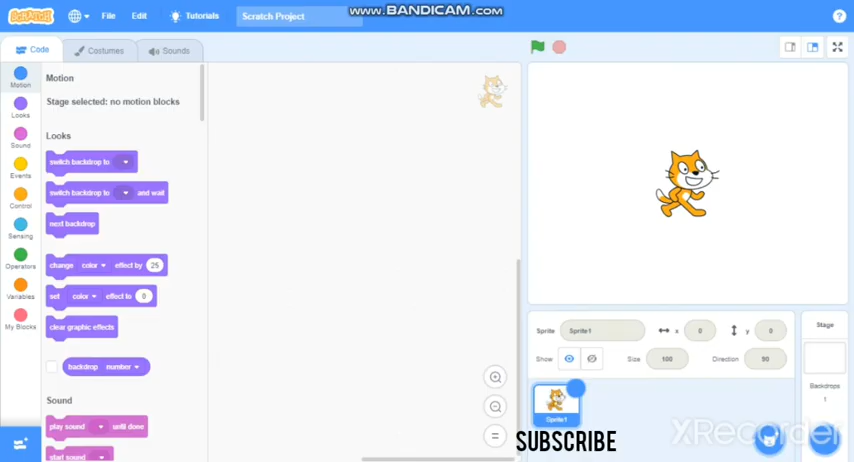 SCRATCH
File
Edit
Tutorials
Scratch Project
www.BANDICAM.com
?
Code
Costumes
Sounds
Motion
Looks
Sound
Events
Control
Sensing
Operators
Variables
My Blocks
Motion
Stage selected: no motion blocks
Looks
switch backdrop to
switch backdrop to and wait
next backdrop
change color effect by 25
set color effect to 0
clear graphic effects
backdrop number
Sound
play sound until done
start sound
Sprite Sprite1 x 0 y 0
Show Size 100 Direction 90
Sprite1
Stage
Backdrops
1
SUBSCRIBE
XRecorder